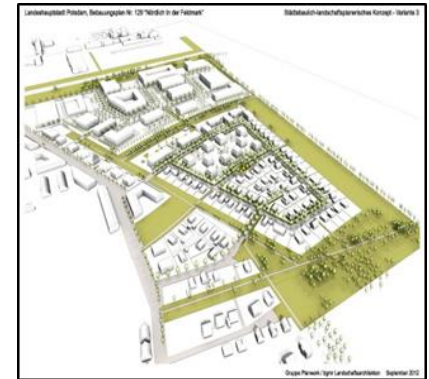 Landeshauptstadt Potsdam, Bebauungsplan Nr. 129 "Nördlich In der Feldmark"
Städtebaulich-landschaftsplanerisches Konzept - Variante 3
Gruppe Planwerk / bgmr Landschaftsarchitekten September 2012